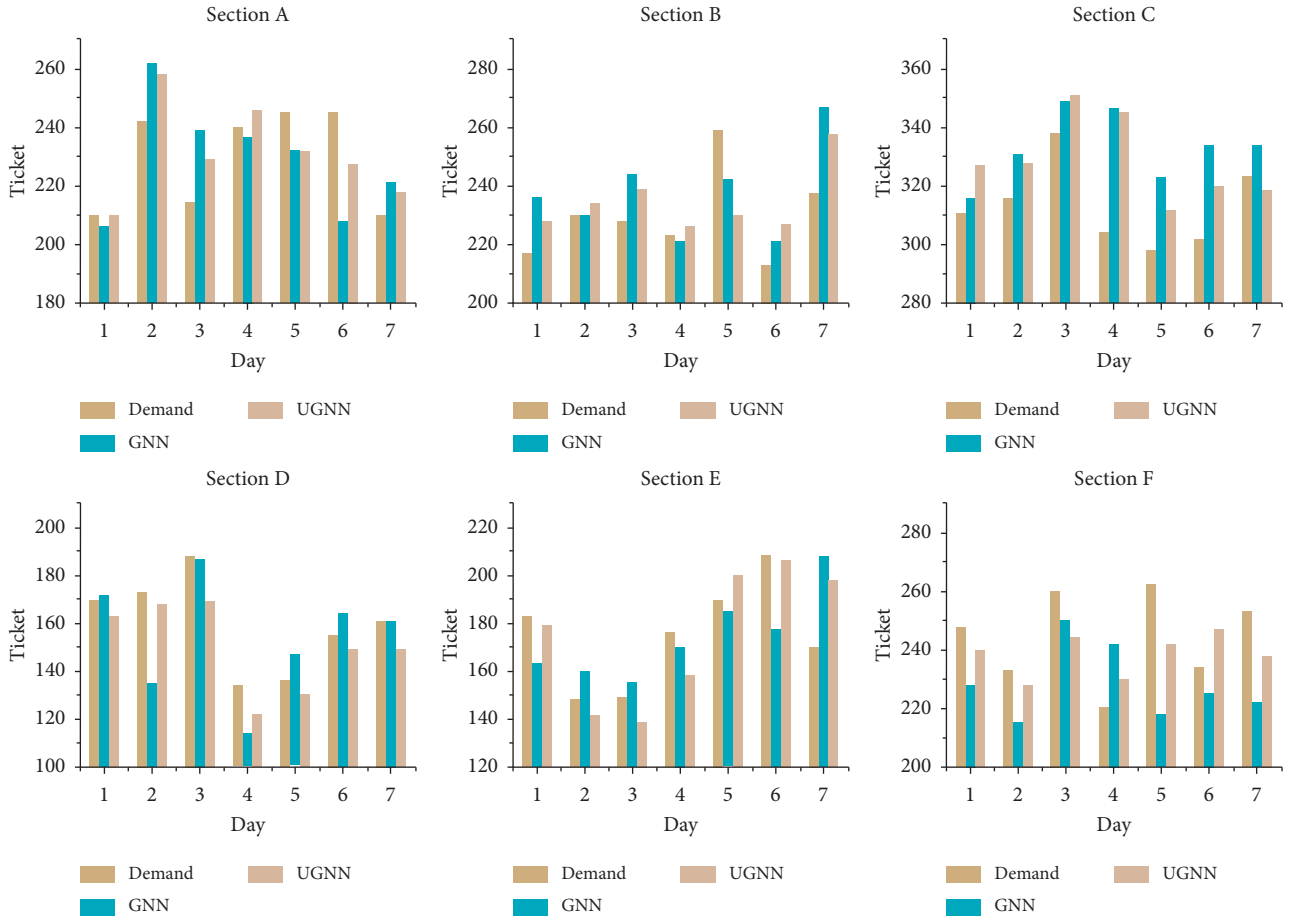 Section A
Ticket
260
240
220
200
180
1 2 3 4 5 6 7
Day
Demand UGNN
GNN
Section B
Ticket
280
260
240
220
200
1 2 3 4 5 6 7
Day
Demand UGNN
GNN
Section C
Ticket
360
340
320
300
280
1 2 3 4 5 6 7
Day
Demand UGNN
GNN
Section D
Ticket
200
180
170
160
140
120
100
1 2 3 4 5 6 7
Day
Demand UGNN
GNN
Section E
Ticket
220
200
180
160
140
120
1 2 3 4 5 6 7
Day
Demand UGNN
GNN
Section F
Ticket
280
260
240
220
200
1 2 3 4 5 6 7
Day
Demand UGNN
GNN